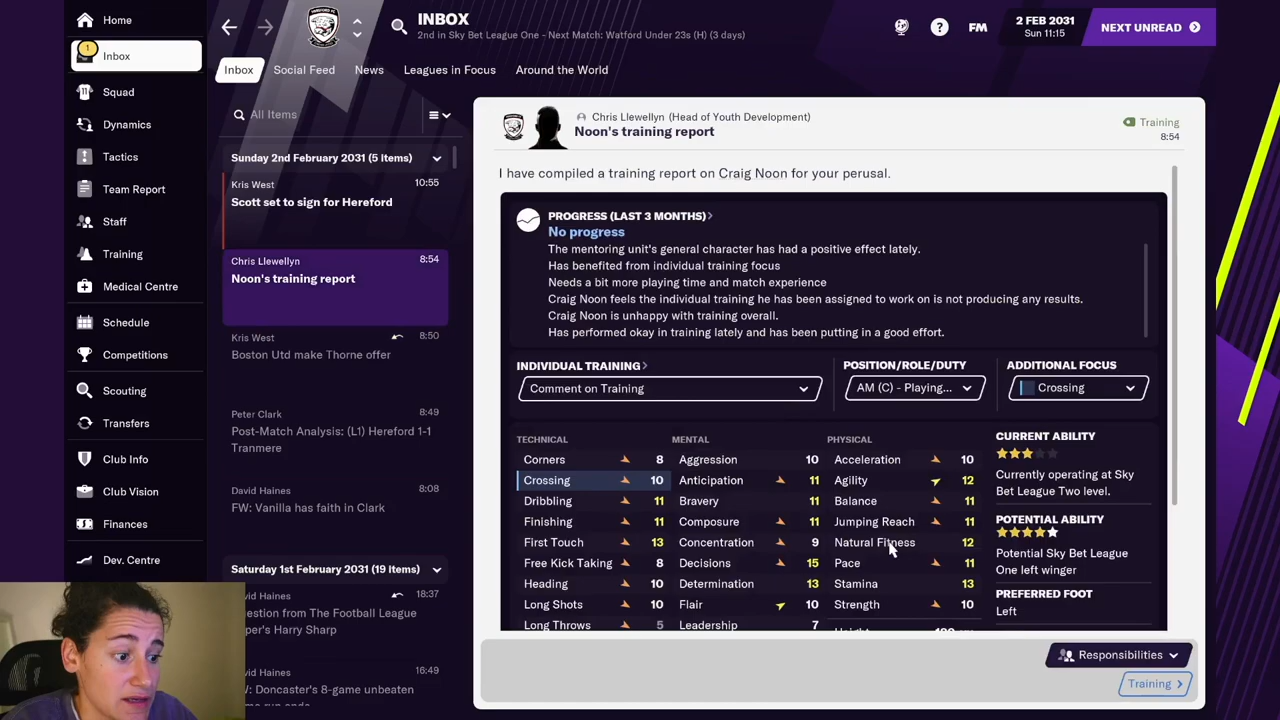 Home
1
Inbox
Squad
Dynamics
Tactics
Team Report
Staff
Training
Medical Centre
Schedule
Competitions
Scouting
Transfers
Club Info
Club Vision
Finances
Dev. Centre
INBOX
2nd in Sky Bet League One - Next Match: Watford Under 23s (H) (3 days)
?
FM
2 FEB 2031
Sun 11:15
NEXT UNREAD
Inbox
Social Feed
News
Leagues in Focus
Around the World
All Items
Sunday 2nd February 2031 (5 items)
Kris West 10:55
Scott set to sign for Hereford
Chris Llewellyn 8:54
Noon's training report
Kris West 8:50
Boston Utd make Thorne offer
Peter Clark 8:49
Post-Match Analysis: (L1) Hereford 1-1
Tranmere
David Haines 8:08
FW: Vanilla has faith in Clark
Saturday 1st February 2031 (19 items)
David Haines 18:37
from The Football League
Harry Sharp
David Haines 16:49
Doncaster's 8-game unbeaten
Chris Llewellyn (Head of Youth Development)
Noon's training report
Training
8:54
I have compiled a training report on Craig Noon for your perusal.
PROGRESS (LAST 3 MONTHS)
No progress
The mentoring unit's general character has had a positive effect lately.
Has benefited from individual training focus
Needs a bit more playing time and match experience
Craig Noon feels the individual training he has been assigned to work on is not producing any results.
Craig Noon is unhappy with training overall.
Has performed okay in training lately and has been putting in a good effort.
INDIVIDUAL TRAINING
Comment on Training
POSITION/ROLE/DUTY
AM (C) - Playing...
ADDITIONAL FOCUS
Crossing
TECHNICAL
Corners 8
Crossing 10
Dribbling 11
Finishing 11
First Touch 13
Free Kick Taking 8
Heading 10
Long Shots 10
Long Throws 5
MENTAL
Aggression 10
Anticipation 11
Bravery 11
Composure 11
Concentration 9
Decisions 15
Determination 13
Flair 10
Leadership 7
PHYSICAL
Acceleration 10
Agility 12
Balance 11
Jumping Reach 11
Natural Fitness 12
Pace 11
Stamina 13
Strength 10
CURRENT ABILITY
Currently operating at Sky
Bet League Two level.
POTENTIAL ABILITY
Potential Sky Bet League
One left winger
PREFERRED FOOT
Left
Responsibilities
Training